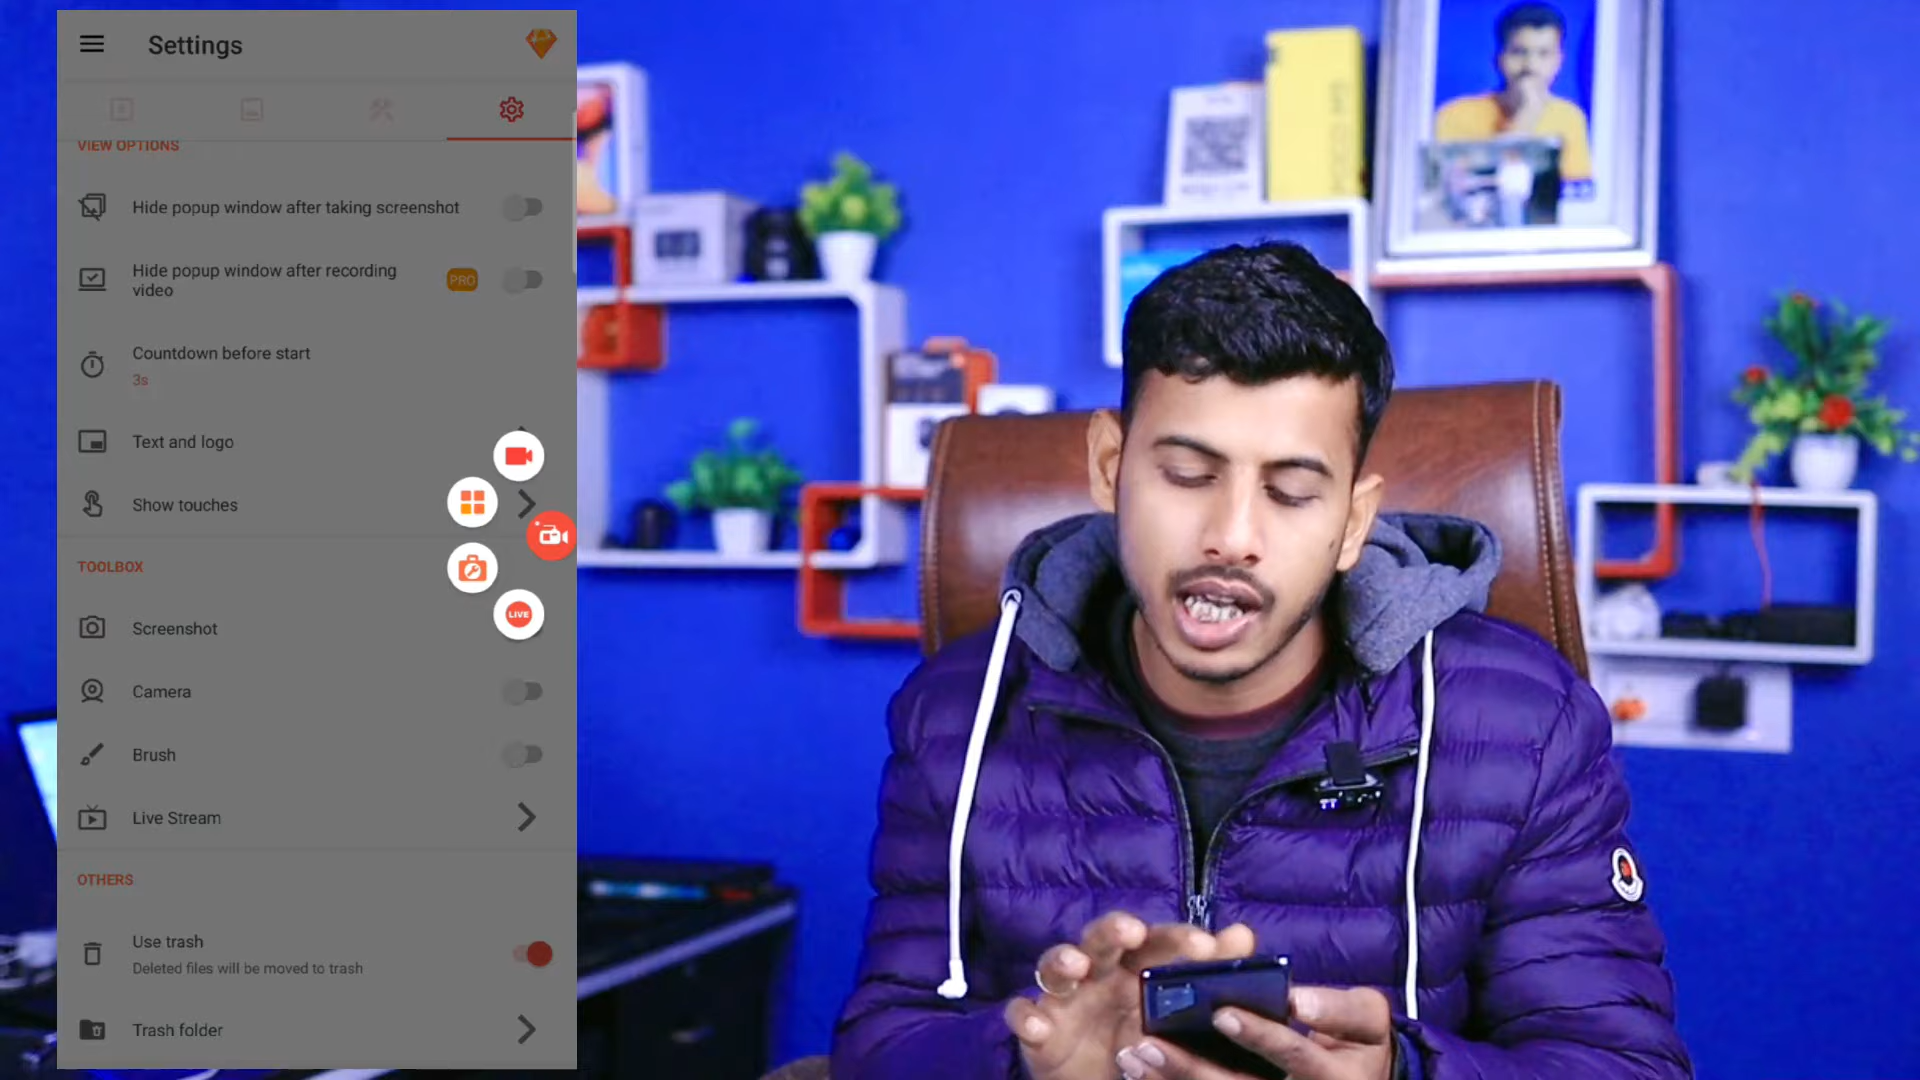 Settings
VIEW OPTIONS
Hide popup window after taking screenshot
Hide popup window after recording
video
PRO
Countdown before start
3s
Text and logo
Show touches
TOOLBOX
LIVE
Screenshot
Camera
Brush
Live Stream
OTHERS
Use trash
Deleted files will be moved to trash
Trash folder